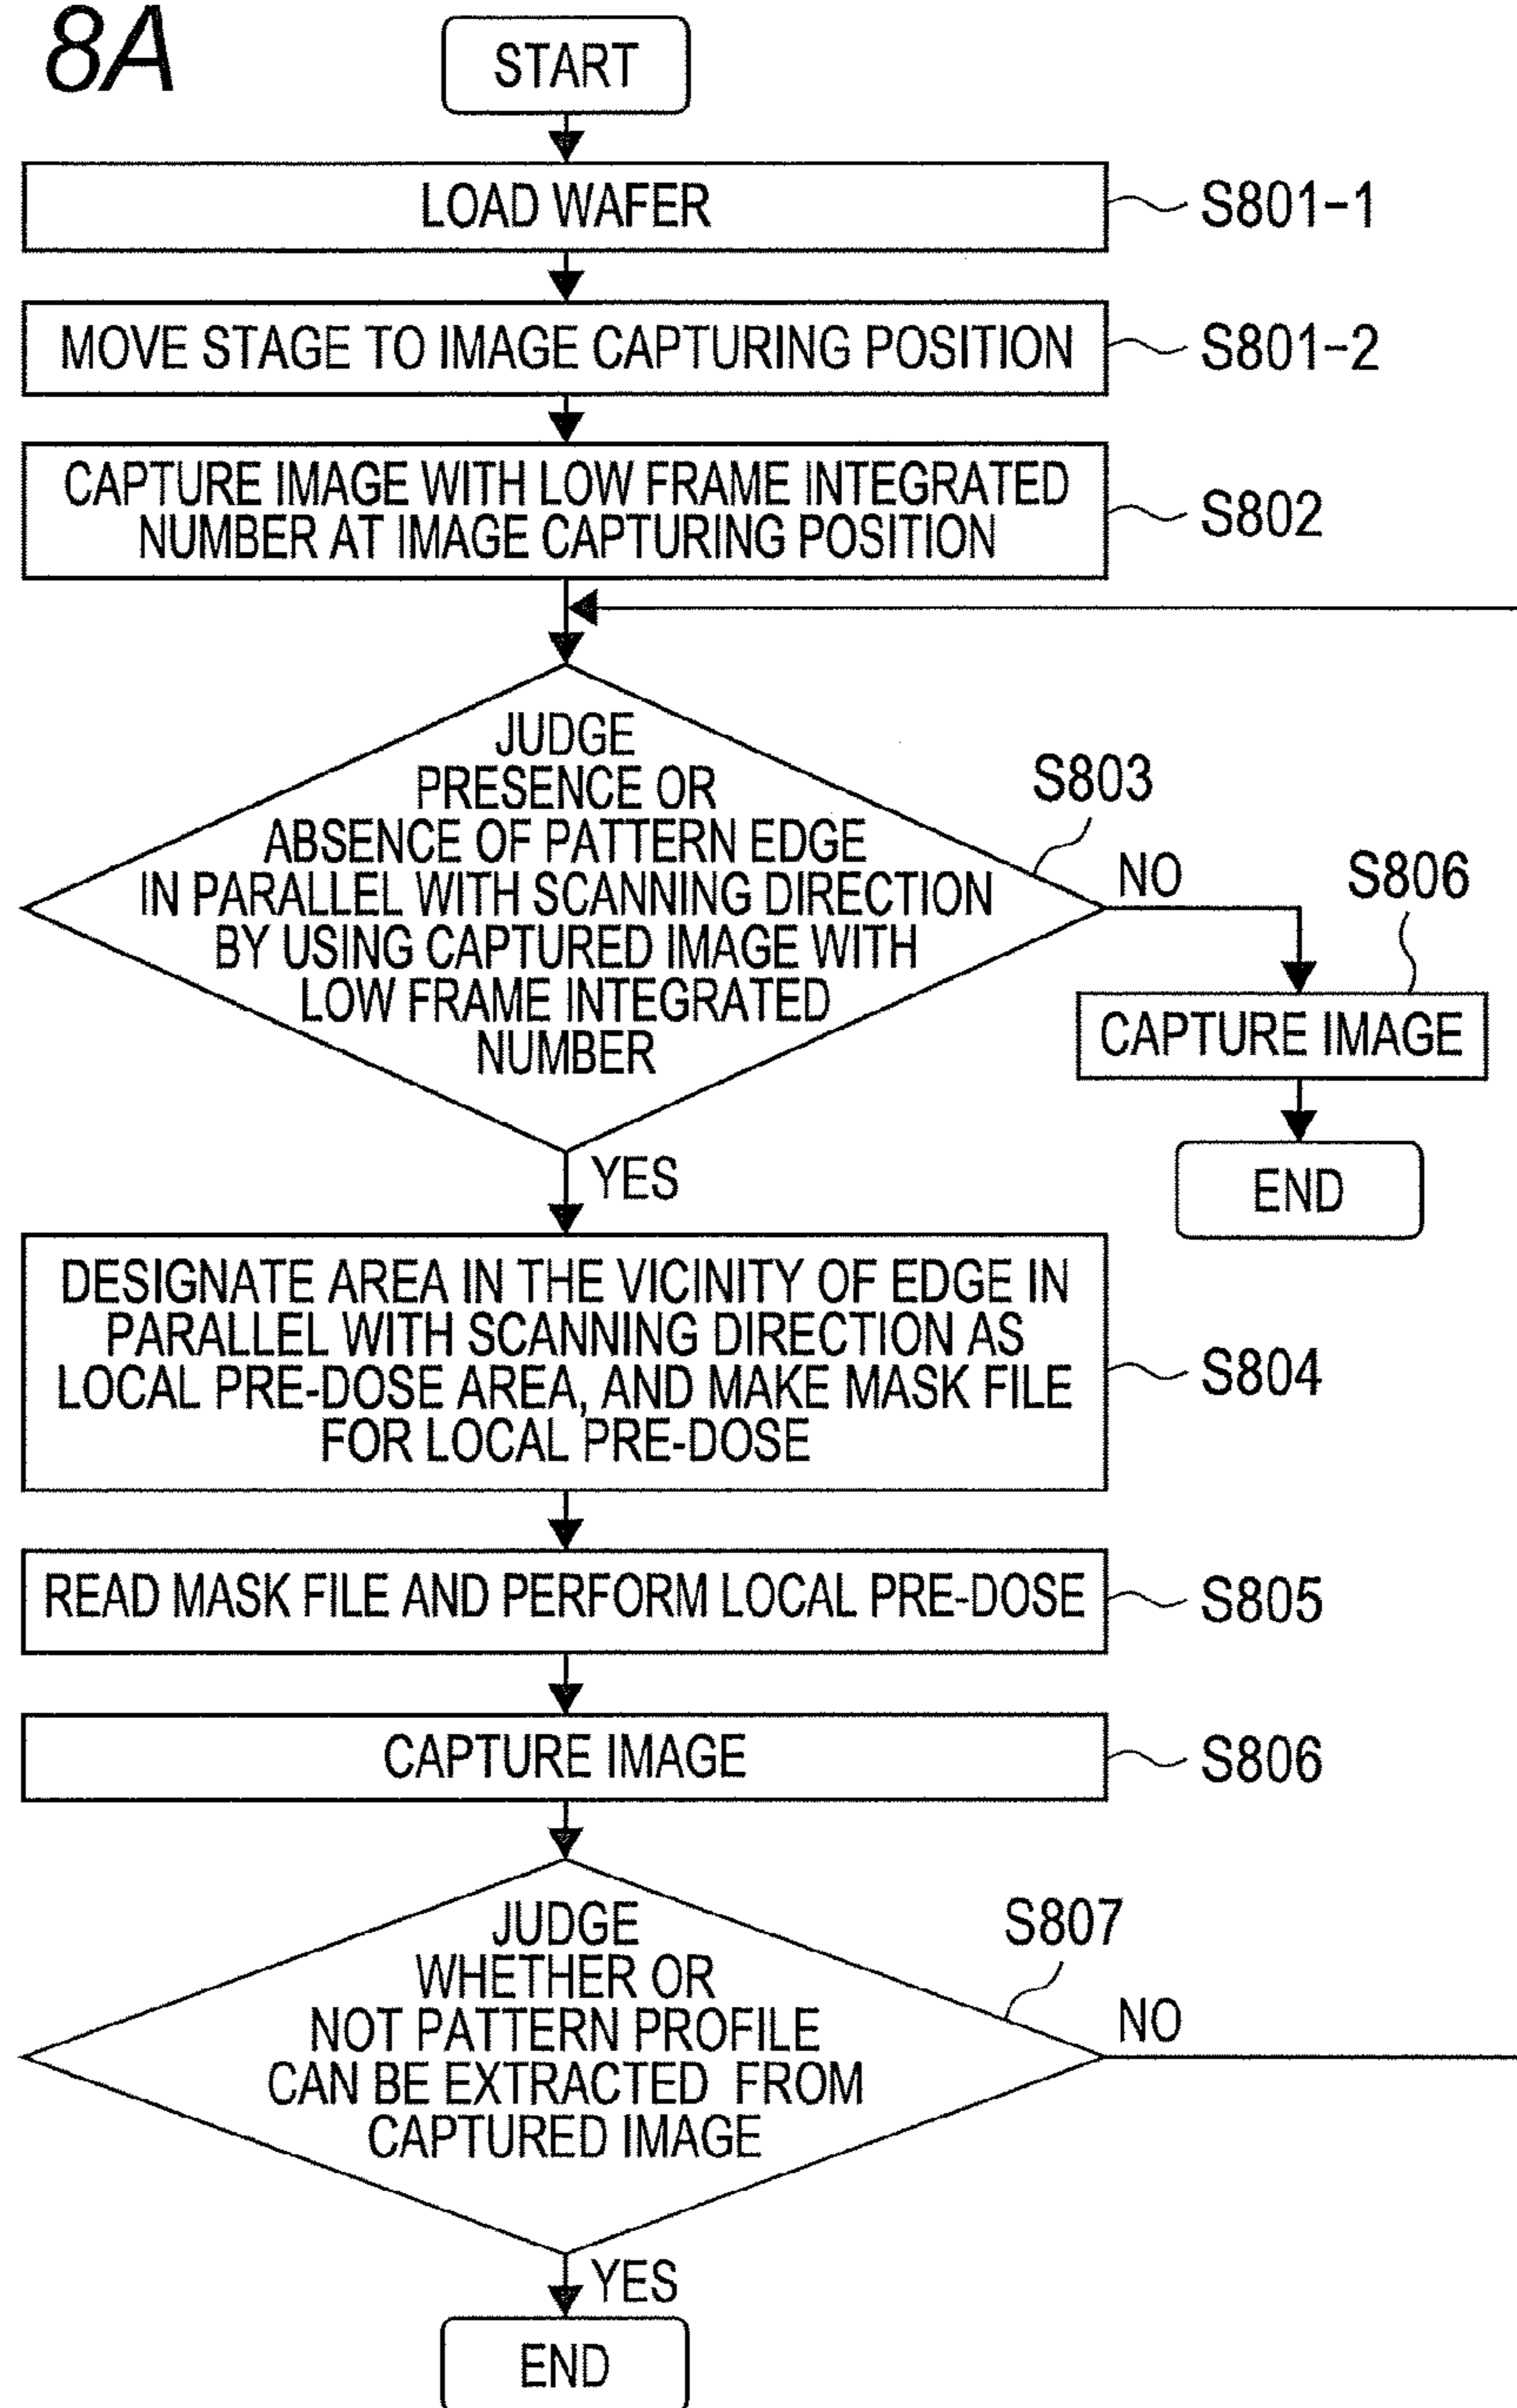 8A
START
LOAD WAFER
S801-1
MOVE STAGE TO IMAGE CAPTURING POSITION
S801-2
CAPTURE IMAGE WITH LOW FRAME INTEGRATED
NUMBER AT IMAGE CAPTURING POSITION
S802
JUDGE
PRESENCE OR
ABSENCE OF PATTERN EDGE
IN PARALLEL WITH SCANNING DIRECTION
BY USING CAPTURED IMAGE WITH
LOW FRAME INTEGRATED
NUMBER
S803
NO
S806
CAPTURE IMAGE
END
YES
DESIGNATE AREA IN THE VICINITY OF EDGE IN
PARALLEL WITH SCANNING DIRECTION AS
LOCAL PRE-DOSE AREA, AND MAKE MASK FILE
FOR LOCAL PRE-DOSE
S804
READ MASK FILE AND PERFORM LOCAL PRE-DOSE
S805
CAPTURE IMAGE
S806
JUDGE
WHETHER OR
NOT PATTERN PROFILE
CAN BE EXTRACTED FROM
CAPTURED IMAGE
S807
NO
YES
END